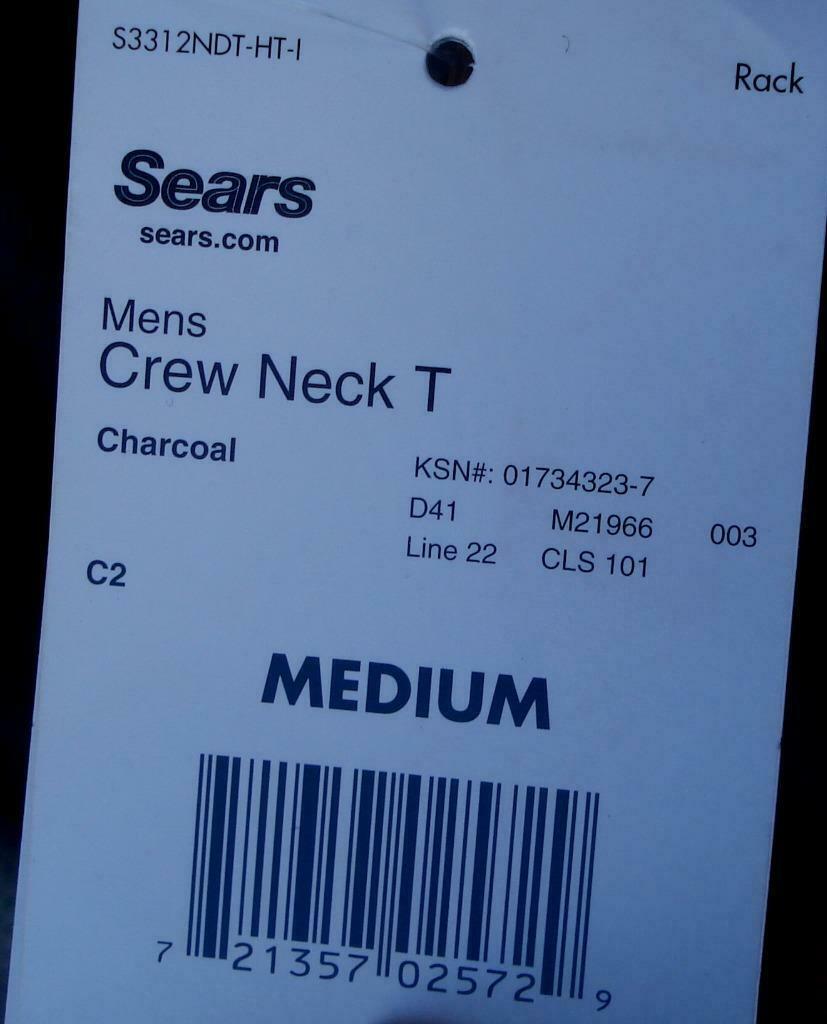 S3312NDT-HT-I
Rack
Sears
sears.com
Mens
Crew Neck T
Charcoal
KSN#: 01734323-7
D41 M21966 003
Line 22 CLS 101
C2
MEDIUM
7 21357 02572 9